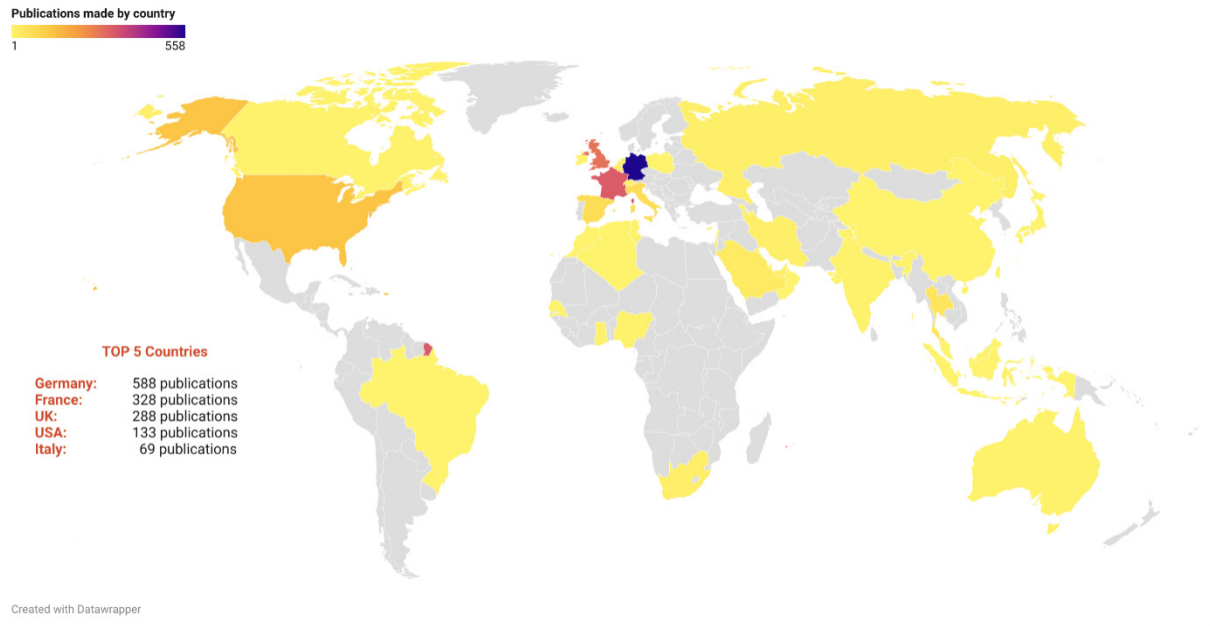 Publications made by country
1 558
TOP 5 Countries
Germany: 588 publications
France: 328 publications
UK: 288 publications
USA: 133 publications
Italy: 69 publications
Created with Datawrapper